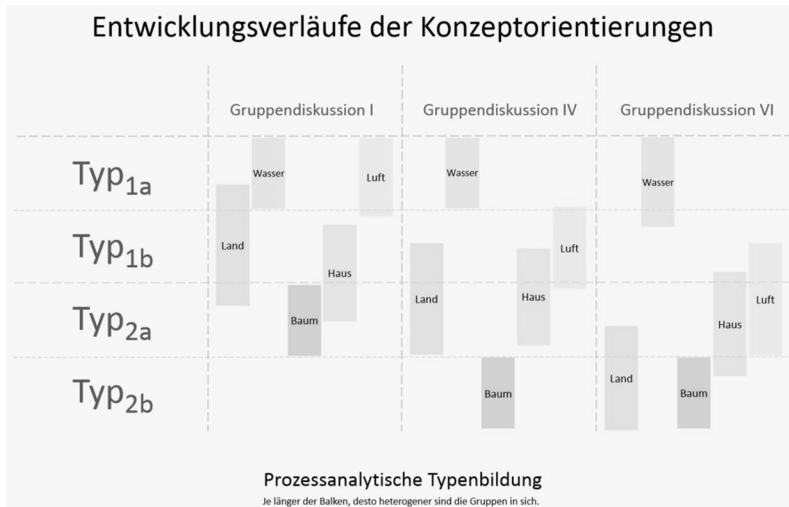 Entwicklungsverläufe der Konzeptorientierungen
Gruppendiskussion I
Gruppendiskussion IV
Gruppendiskussion VI
Typ1a
Wasser
Luft
Wasser
Wasser
Typ1b
Land
Haus
Luft
Typ2a
Baum
Land
Haus
Haus
Luft
Typ2b
Baum
Land
Baum
Prozessanalytische Typenbildung
Je länger der Balken, desto heterogener sind die Gruppen in sich.